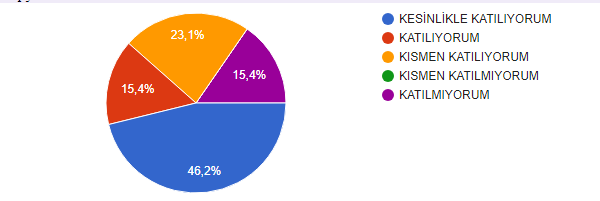 23,1%
15,4%
15,4%
46,2%
KESİNLİKLE KATILIYORUM
KATILIYORUM
KISMEN KATILIYORUM
KISMEN KATILMIYORUM
KATILMIYORUM